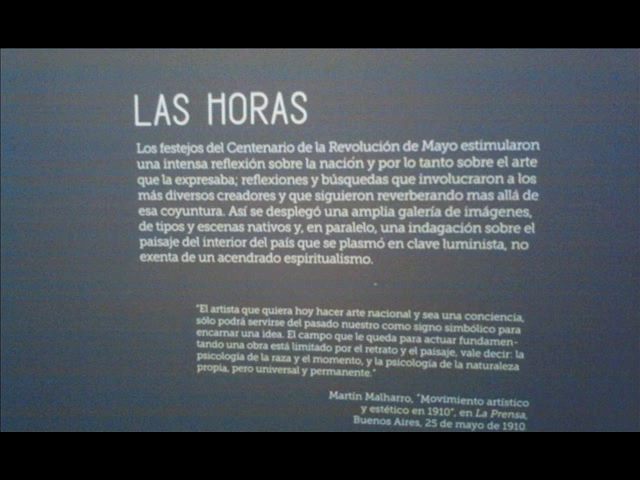 LAS HORAS
Los festejos del Centenario de la Revolución de Mayo estimularon
una intensa reflexión sobre la nación y por lo tanto sobre el arte
que la expresaba; reflexiones y búsquedas que involucraron a los
más diversos creadores y que siguieron reverberando mas allá de
esa coyuntura. Así se desplegó una amplia galería de imágenes,
de tipos y escenas nativos y, en paralelo, una indagación sobre el
paisaje del interior del país que se plasmó en clave luminista, no
exenta de un acendrado espiritualismo.
"El artista que quiera hoy hacer arte nacional y sea una conciencia,
sólo podrá servirse del pasado nuestro como signo simbólico para
encarnar una idea. El campo que le queda para actuar fundamen-
tando una obra está limitado por el retrato y el paisaje, vale decir: la
psicología de la raza y el momento, y la psicología de la naturaleza
propia, pero universal y permanente."
Martín Malharro, "Movimiento artístico
y estético en 1910", en La Prensa,
Buenos Aires, 25 de mayo de 1910